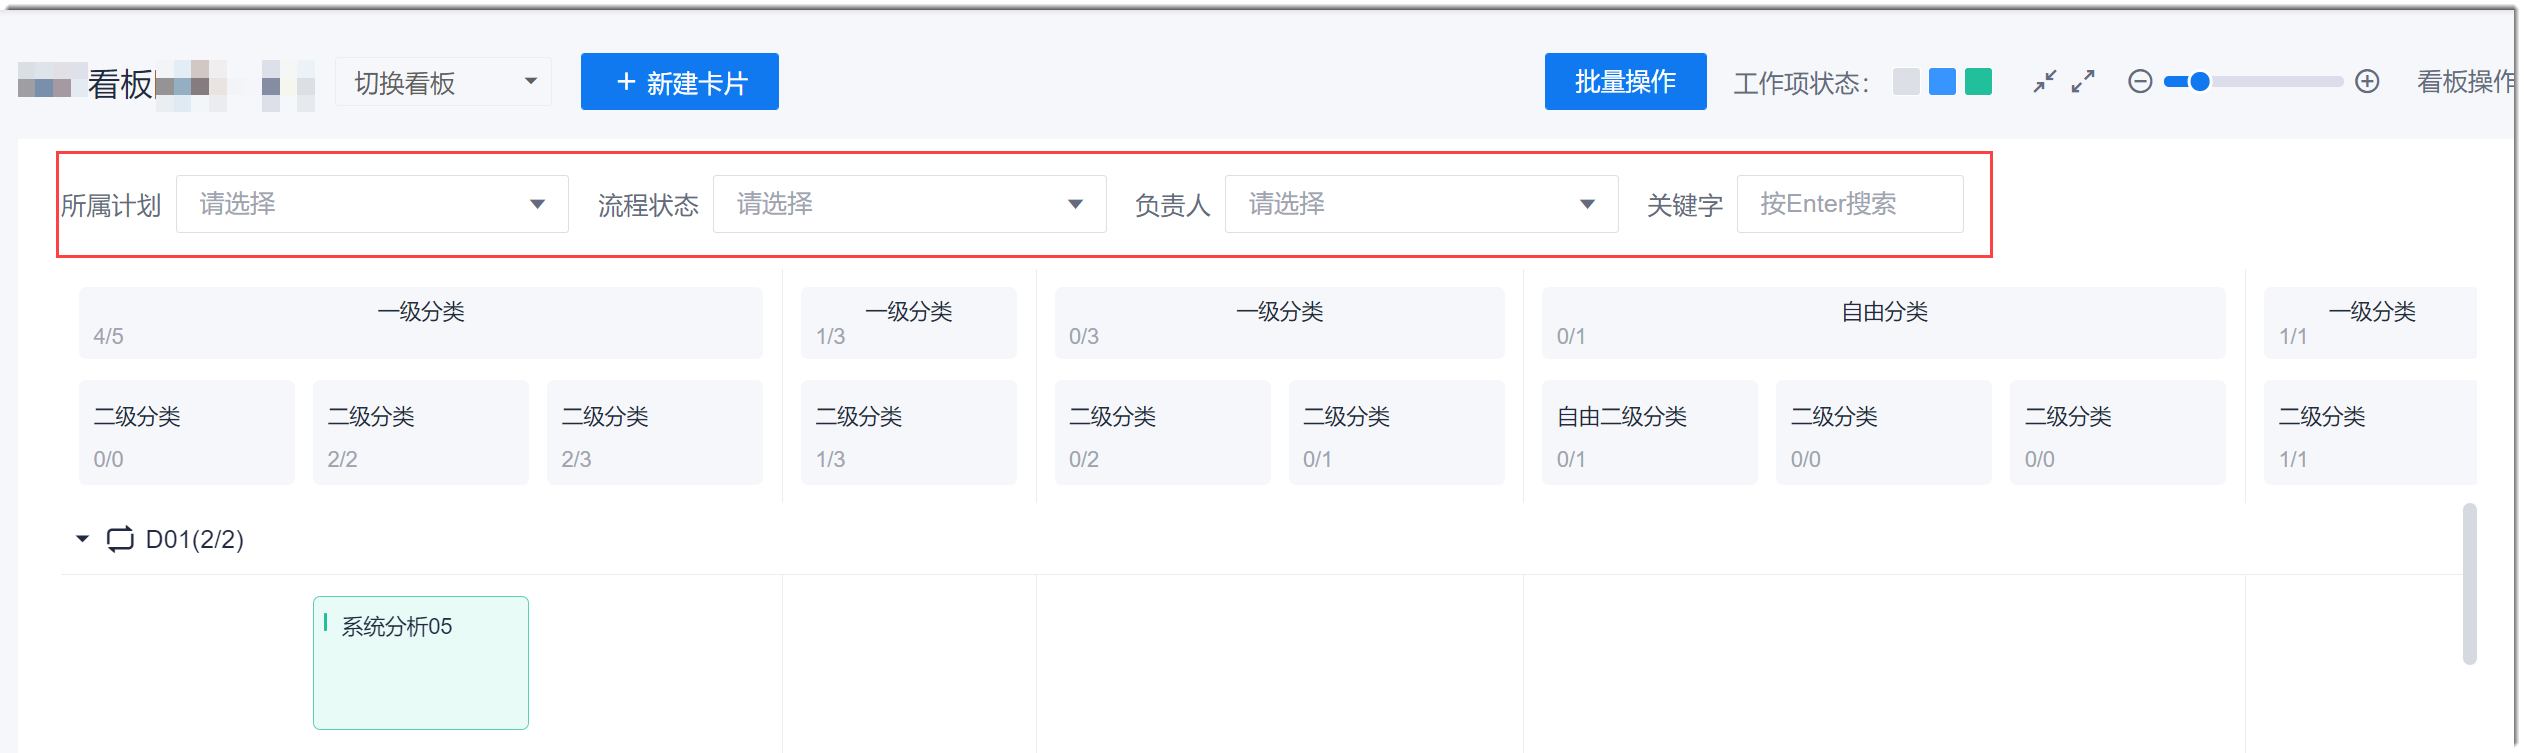 看板
切换看板
+ 新建卡片
批量操作
工作项状态：
看板操作
所属计划
请选择
流程状态
请选择
负责人
请选择
关键字
按Enter搜索
一级分类
4/5
一级分类
1/3
一级分类
0/3
自由分类
0/1
一级分类
1/1
二级分类
0/0
二级分类
2/2
二级分类
2/3
二级分类
1/3
二级分类
0/2
二级分类
0/1
自由二级分类
0/1
二级分类
0/0
二级分类
0/0
二级分类
1/1
D01(2/2)
系统分析05